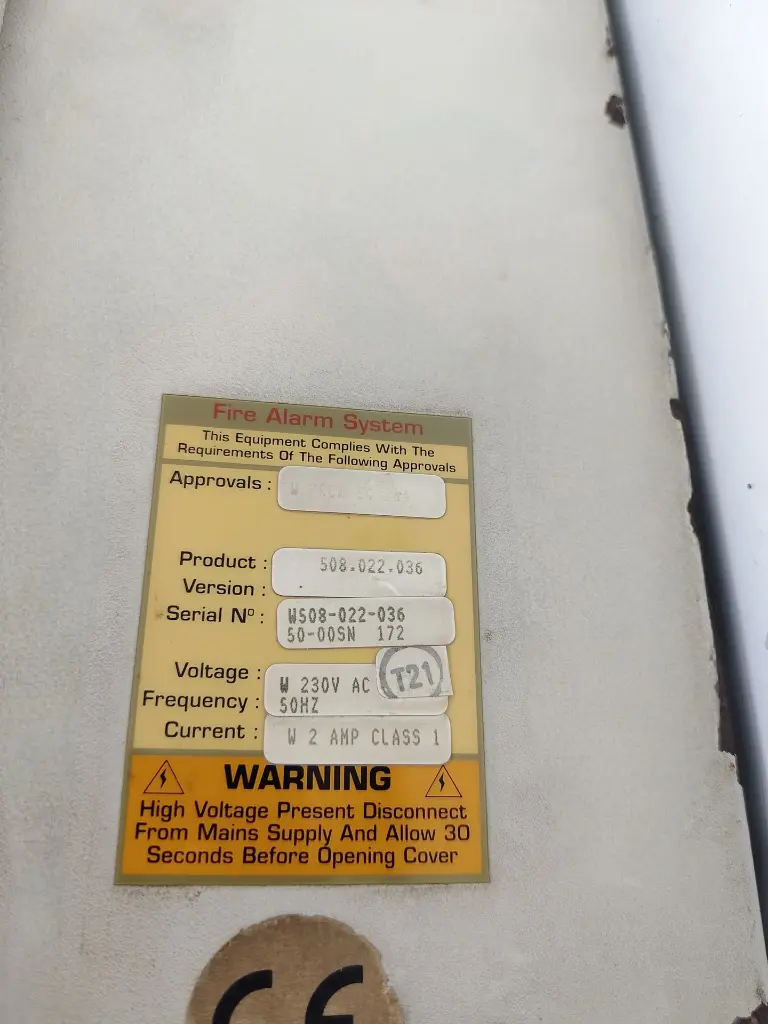 Fire Alarm System
This Equipment Complies With The
Requirements Of The Following Approvals
Approvals :
Product : 508.022.036
Version :
Serial Nº : W508-022-036
50-00SN 172
Voltage : W 230V AC T21
Frequency : 50HZ
Current : W 2 AMP CLASS 1
WARNING
High Voltage Present Disconnect
From Mains Supply And Allow 30
Seconds Before Opening Cover
CE